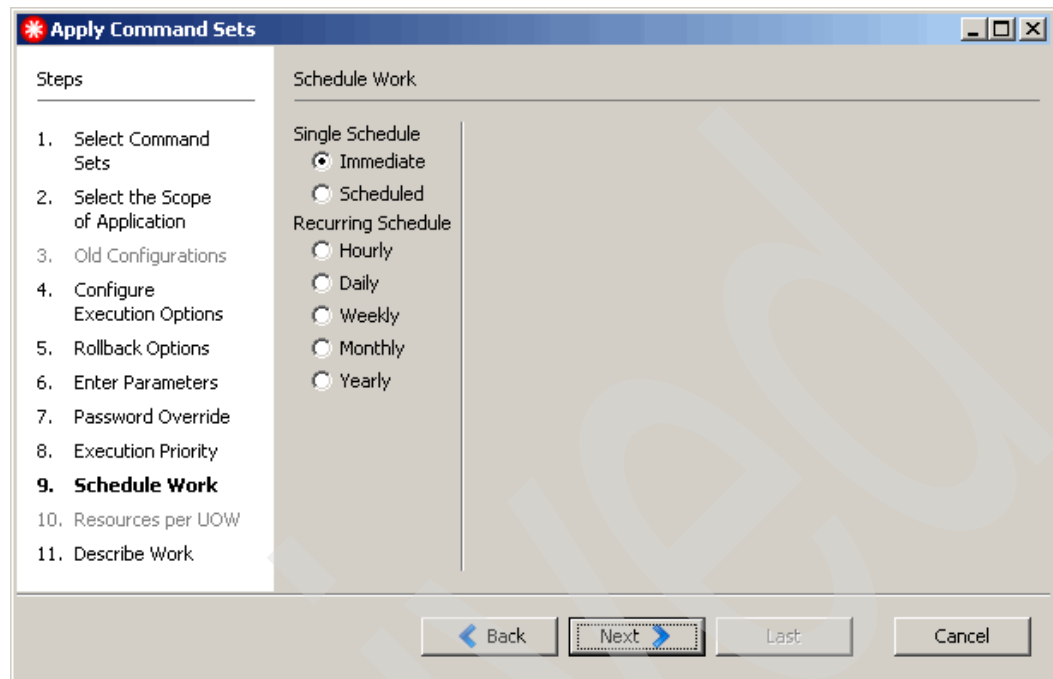 Apply Command Sets
Steps
1. Select Command
Sets
2. Select the Scope
of Application
3. Old Configurations
4. Configure
Execution Options
5. Rollback Options
6. Enter Parameters
7. Password Override
8. Execution Priority
9. Schedule Work
10. Resources per UOW
11. Describe Work
Schedule Work
Single Schedule
Immediate
Scheduled
Recurring Schedule
Hourly
Daily
Weekly
Monthly
Yearly
Back
Next
Last
Cancel